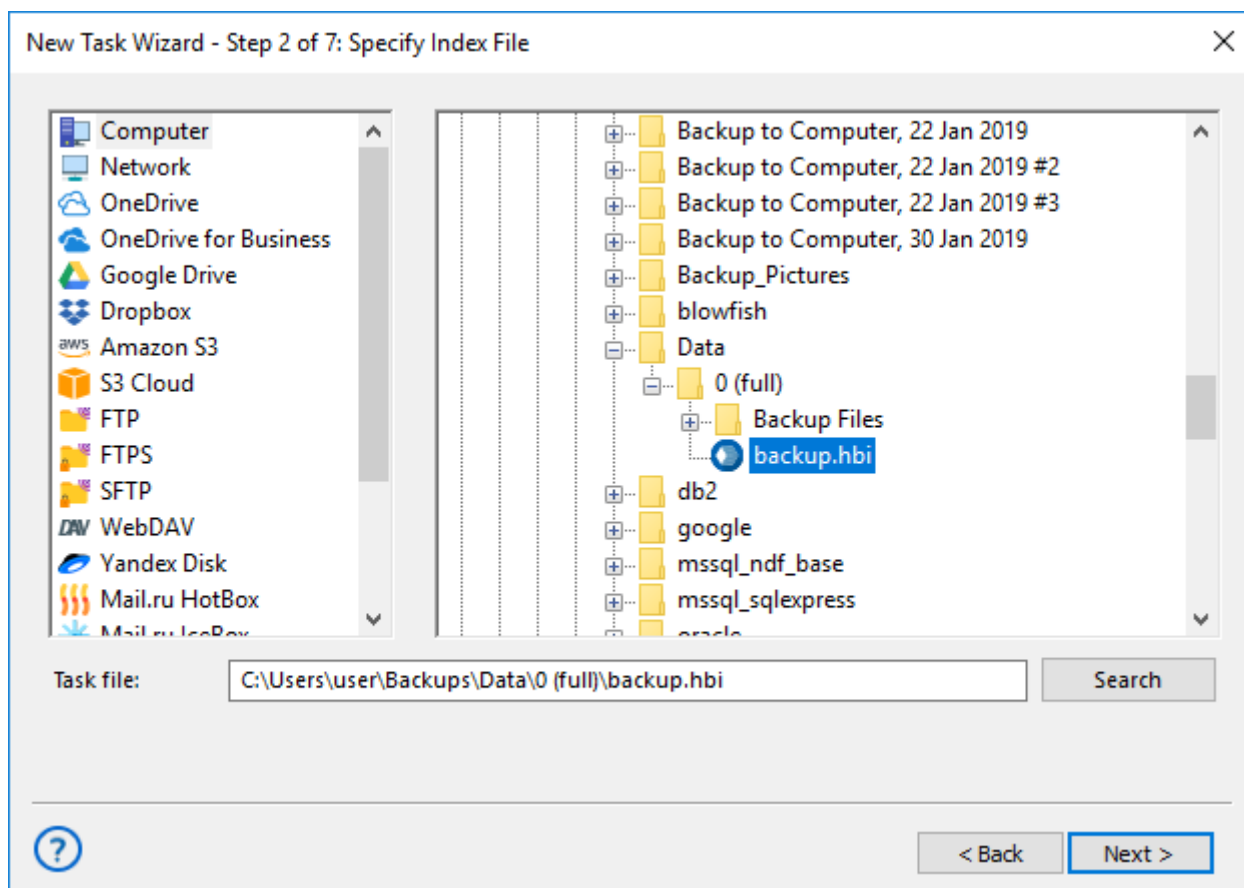 New Task Wizard - Step 2 of 7: Specify Index File
Computer
Network
OneDrive
OneDrive for Business
Google Drive
Dropbox
aws Amazon S3
S3 Cloud
FTP
FTPS
SFTP
DAV WebDAV
Yandex Disk
Mail.ru HotBox
Mail.ru IceBox
Backup to Computer, 22 Jan 2019
Backup to Computer, 22 Jan 2019 #2
Backup to Computer, 22 Jan 2019 #3
Backup to Computer, 30 Jan 2019
Backup_Pictures
blowfish
Data
0 (full)
Backup Files
backup.hbi
db2
google
mssql_ndf_base
mssql_sqlexpress
oracle
Task file:
C:\Users\user\Backups\Data\0 (full)\backup.hbi
Search
?
< Back
Next >